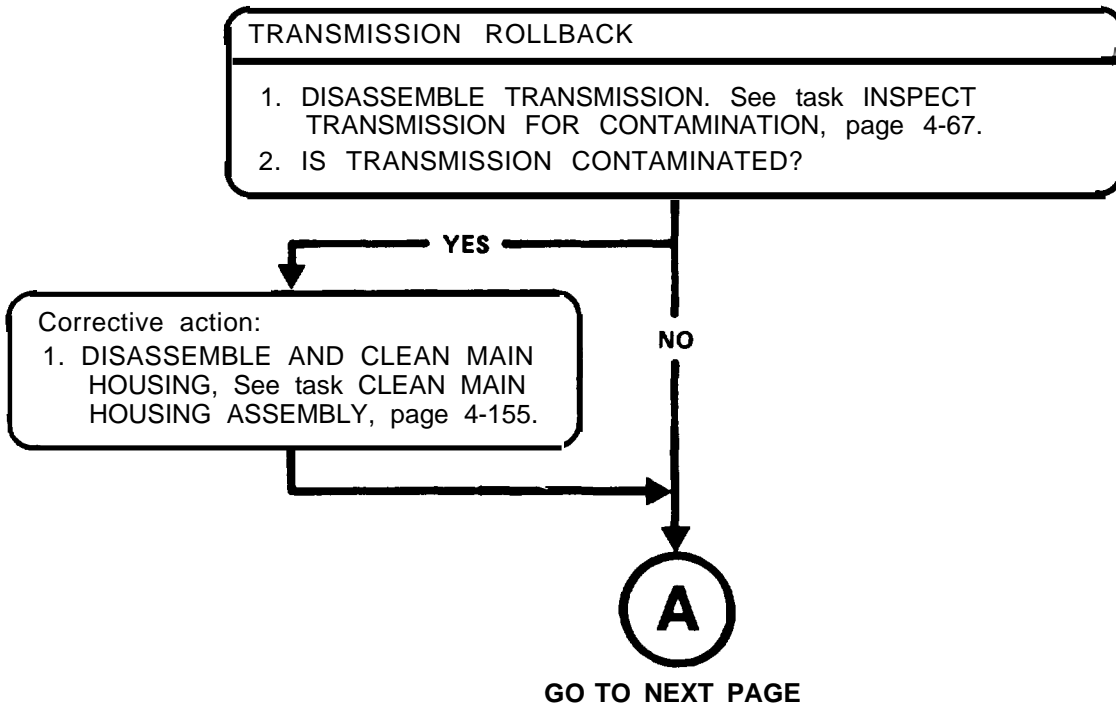 TRANSMISSION ROLLBACK
1. DISASSEMBLE TRANSMISSION. See task INSPECT
TRANSMISSION FOR CONTAMINATION, page 4-67.
2. IS TRANSMISSION CONTAMINATED?
YES
Corrective action:
1. DISASSEMBLE AND CLEAN MAIN
HOUSING, See task CLEAN MAIN
HOUSING ASSEMBLY, page 4-155.
NO
A
GO TO NEXT PAGE